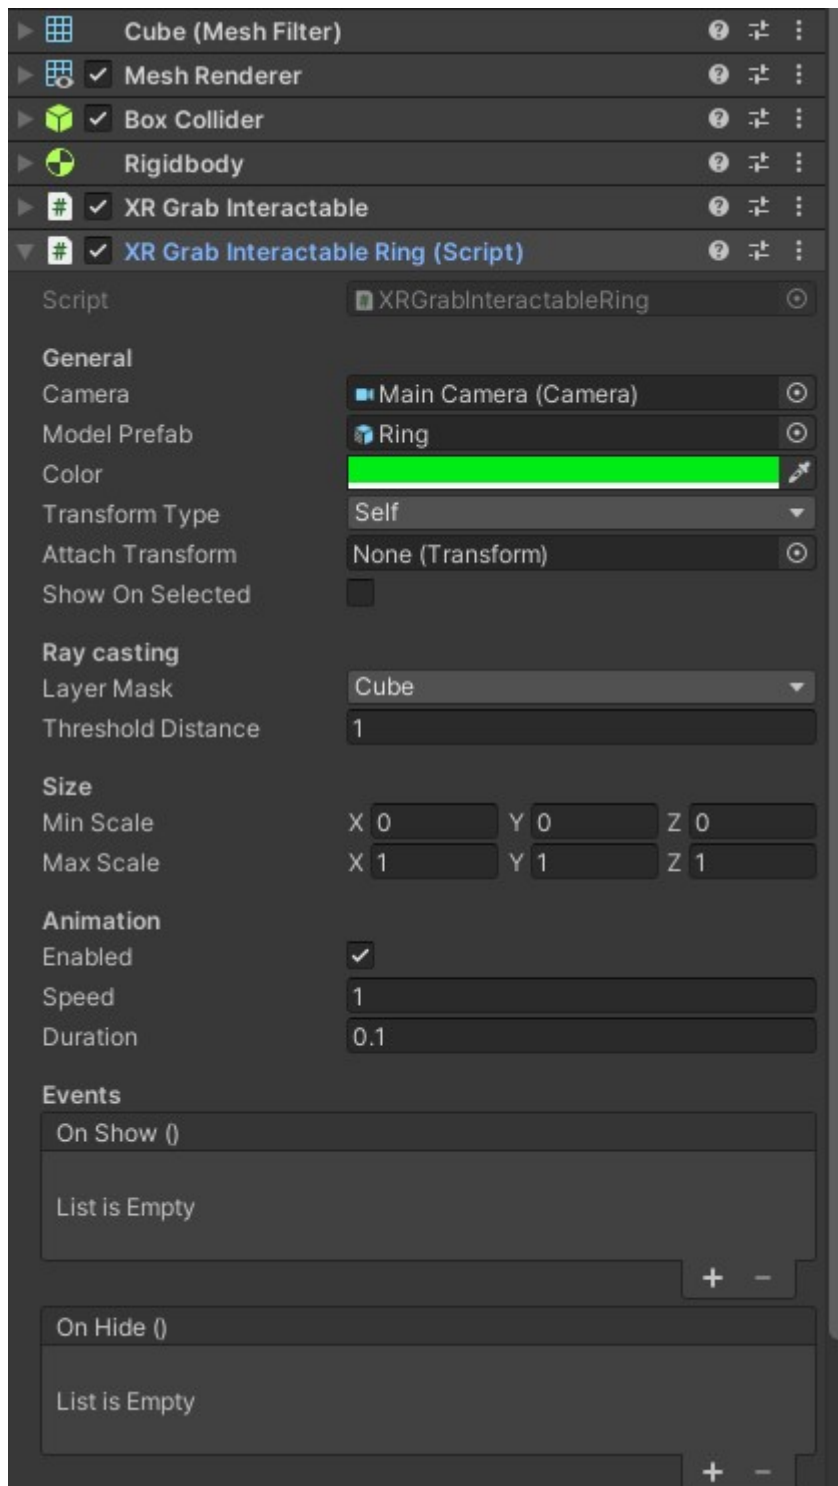 Cube (Mesh Filter)
Mesh Renderer
Box Collider
Rigidbody
# XR Grab Interactable
# XR Grab Interactable Ring (Script)
Script # XRGrabInteractableRing
General
Camera Main Camera (Camera)
Model Prefab Ring
Color
Transform Type Self
Attach Transform None (Transform)
Show On Selected
Ray casting
Layer Mask Cube
Threshold Distance 1
Size
Min Scale X 0 Y 0 Z 0
Max Scale X 1 Y 1 Z 1
Animation
Enabled
Speed 1
Duration 0.1
Events
On Show ()
List is Empty
+ −
On Hide ()
List is Empty
+ −